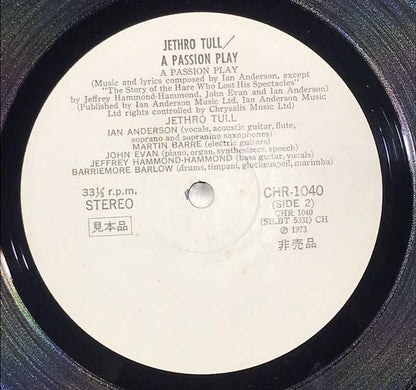 JETHRO TULL/
A PASSION PLAY
A PASSION PLAY
(Music and lyrics composed by Ian Anderson, except
"The Story of the Hare Who Lost His Spectacles"
by Jeffrey Hammond-Hammond, John Evan and Ian Anderson)
(Published by Ian Anderson Music Ltd, Ian Anderson Music
Ltd rights controlled by Chrysalis Music Ltd)
JETHRO TULL
IAN ANDERSON (vocals, acoustic guitar, flute,
soprano and sopranino saxophones)
MARTIN BARRE (electric guitars)
JOHN EVAN (piano, organ, synthesizers, speech)
JEFFREY HAMMOND-HAMMOND (bass guitar, vocals)
BARRIEMORE BARLOW (drums, timpani, glockenspeil, marimba)
33⅓ r.p.m.
STEREO
見本品
CHR-1040
(SIDE 2)
CHR 1040
(SILBT 5331) CH
Ⓟ 1973
非売品